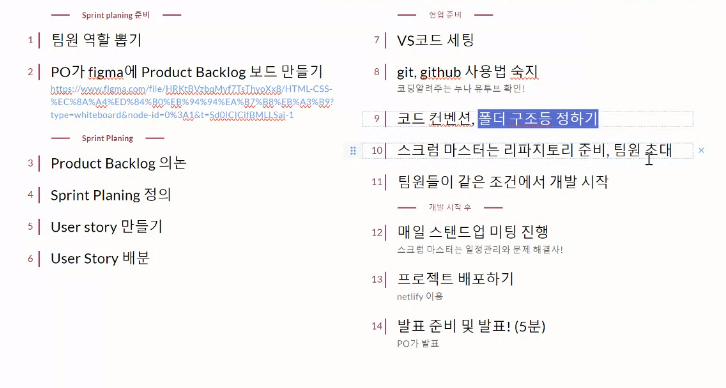 Sprint planing 준비
1 팀원 역할 뽑기
2 PO가 figma에 Product Backlog 보드 만들기
https://www.figma.com/file/HRKtBVzbqMyf7TsThyoXx8/HTML-CSS-
%EC%8A%A4%ED%84%B0%EB%94%94%EA%B7%B8%EB%A3%B9?
type=whiteboard&node-id=0%3A1&t=
Sprint Planing
3 Product Backlog 의논
4 Sprint Planing 정의
5 User story 만들기
6 User Story 배분
현업 준비
7 VS코드 세팅
8 git, github 사용법 숙지
코딩알려주는 누나 유투브 확인!
9 코드 컨벤션, 폴더 구조등 정하기
10 스크럼 마스터는 리파지토리 준비, 팀원 초대
11 팀원들이 같은 조건에서 개발 시작
개발 시작 후
12 매일 스탠드업 미팅 진행
스크럼 마스터는 일정관리와 문제 해결사!
13 프로젝트 배포하기
netlify 이용
14 발표 준비 및 발표! (5분)
PO가 발표